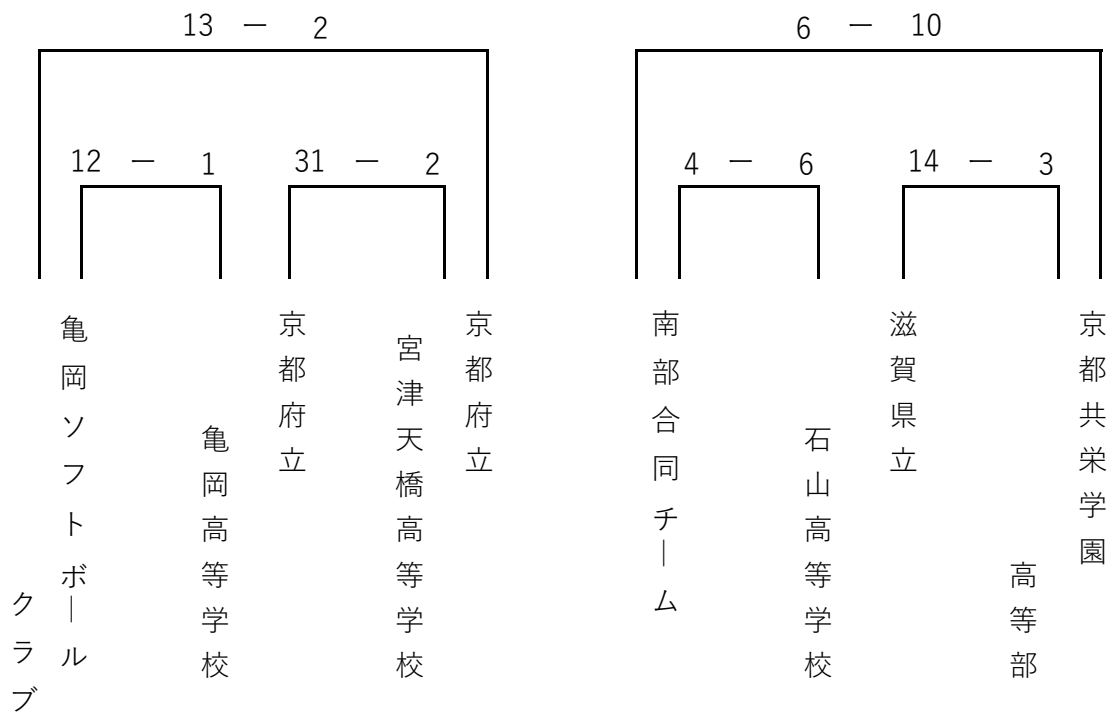 13 － 2
6 － 10
12 － 1
31 － 2
4 － 6
14 － 3
亀岡ソフトボール
クラブ
京都府立
亀岡高等学校
京都府立
宮津天橋高等学校
南部合同チーム
滋賀県立
石山高等学校
京都共栄学園
高等部